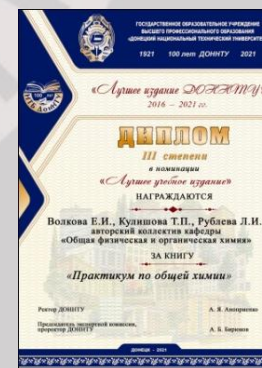 ГОСУДАРСТВЕННОЕ ОБРАЗОВАТЕЛЬНОЕ УЧРЕЖДЕНИЕ
ВЫСШЕГО ПРОФЕССИОНАЛЬНОГО ОБРАЗОВАНИЯ
«ДОНЕЦКИЙ НАЦИОНАЛЬНЫЙ ТЕХНИЧЕСКИЙ УНИВЕРСИТЕТ»
1921 100 лет ДОННТУ 2021
«Лучшее издание ДОННТУ»
2016 – 2021 гг.
ДИПЛОМ
III степени
в номинации
«Лучшее учебное издание»
НАГРАЖДАЮТСЯ
Волкова Е.И., Кулишова Т.П., Рублева Л.И.
авторский коллектив кафедры
«Общая физическая и органическая химия»
ЗА КНИГУ
«Практикум по общей химии»
Ректор ДОННТУ А. Я. Аноприенко
Председатель экспертной комиссии,
проректор ДОННТУ А. Б. Бирюков
ДОНЕЦК - 2021